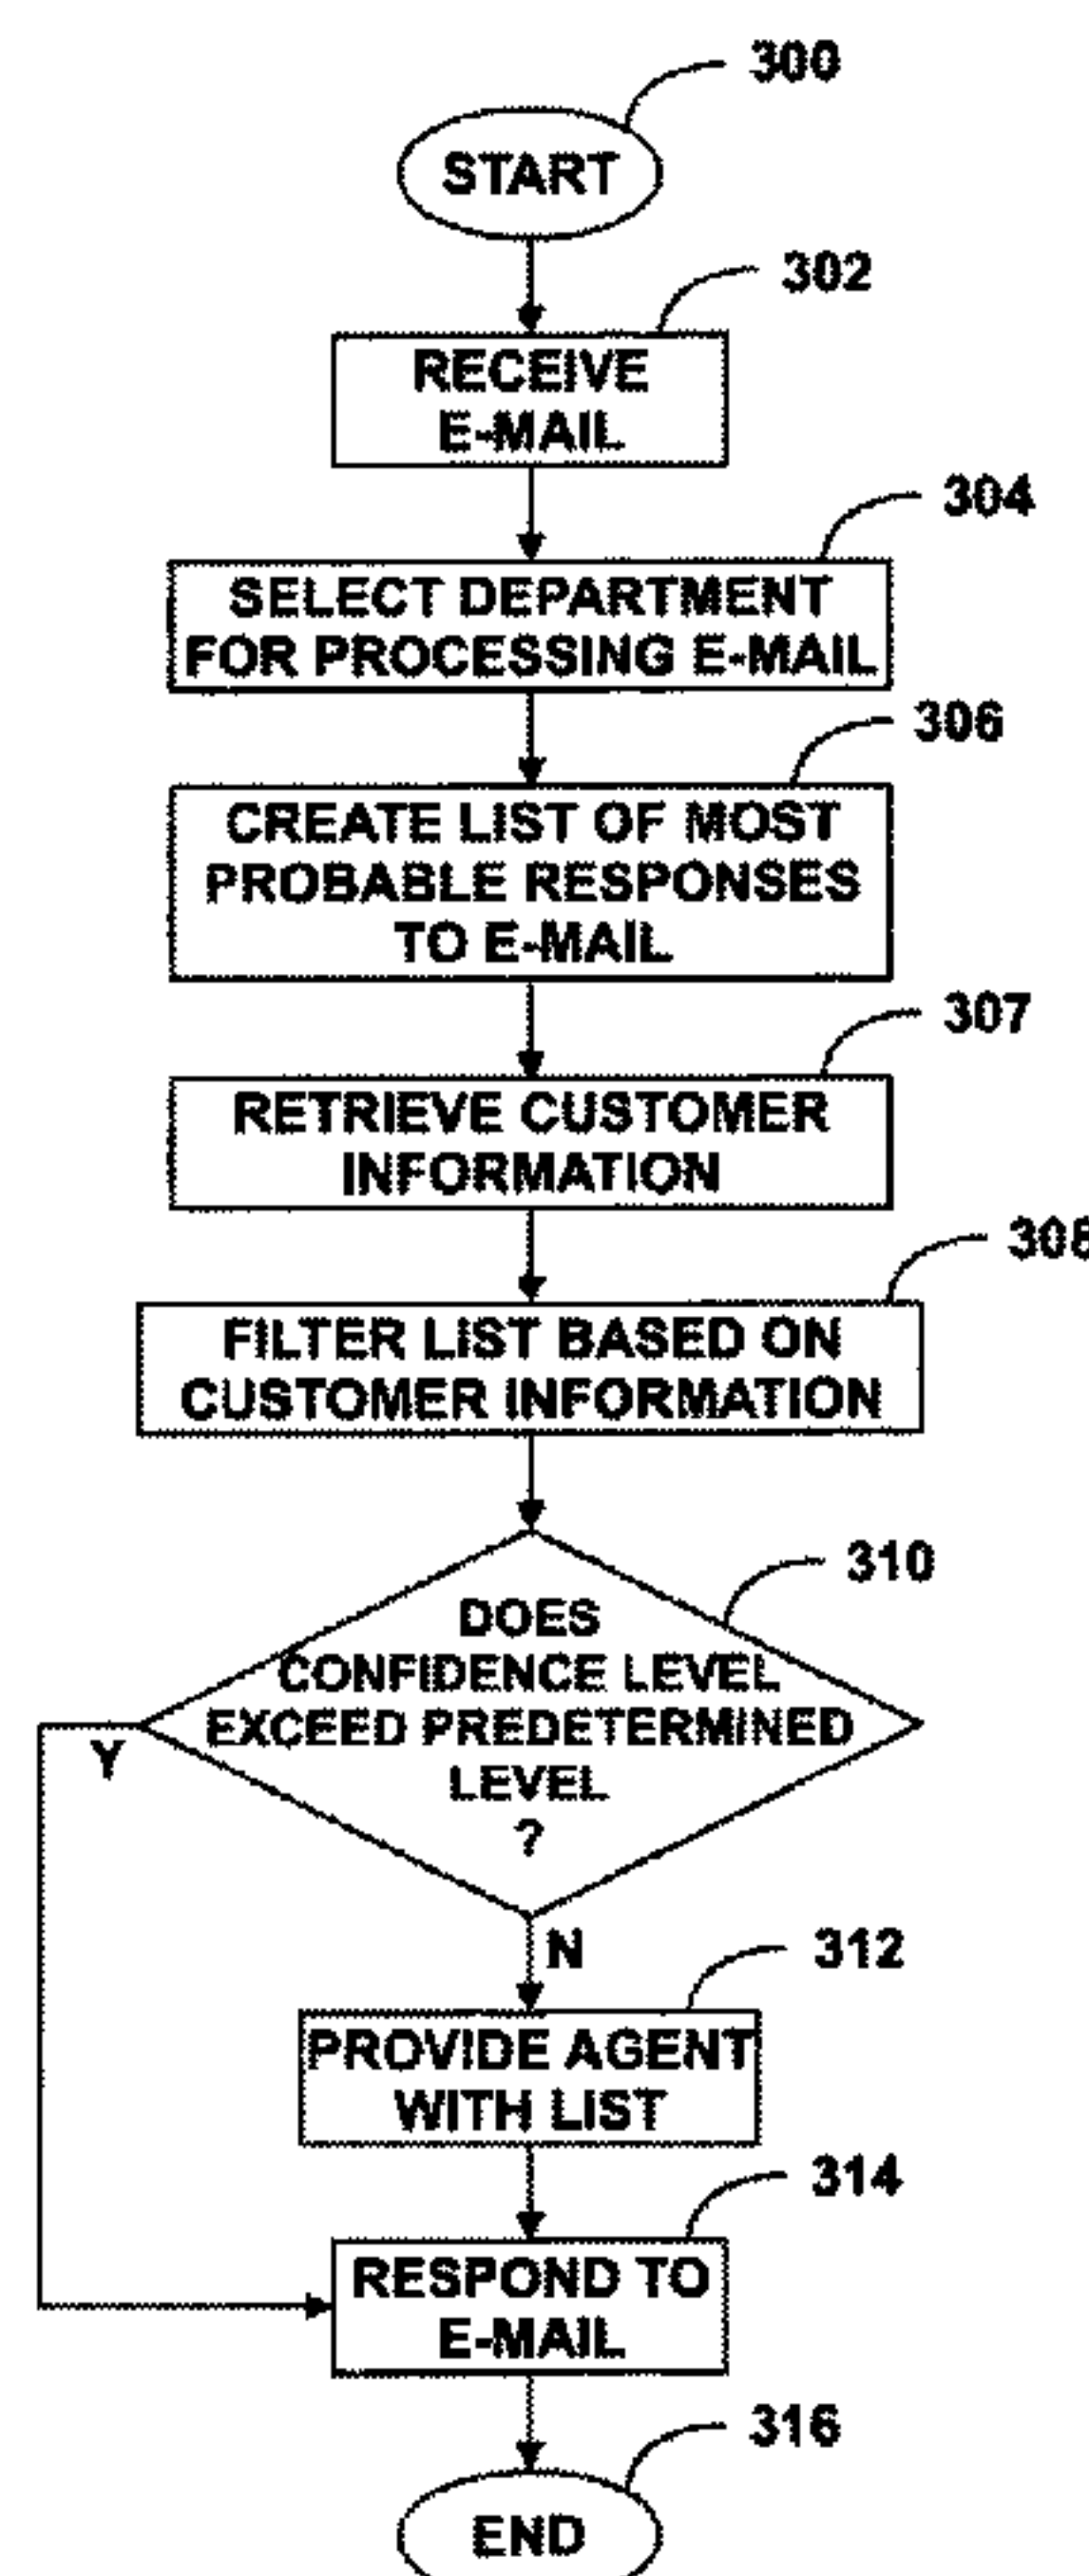 300
START
302
RECEIVE
E-MAIL
304
SELECT DEPARTMENT
FOR PROCESSING E-MAIL
306
CREATE LIST OF MOST
PROBABLE RESPONSES
TO E-MAIL
307
RETRIEVE CUSTOMER
INFORMATION
308
FILTER LIST BASED ON
CUSTOMER INFORMATION
310
DOES
CONFIDENCE LEVEL
EXCEED PREDETERMINED
LEVEL
?
Y
N
312
PROVIDE AGENT
WITH LIST
314
RESPOND TO
E-MAIL
316
END